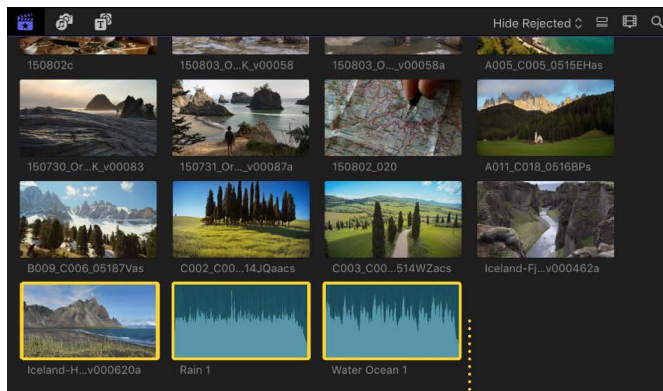 Hide Rejected
150802c
150803_O...K_v00058
150803_O..._v00058a
A005_C005_0515EHas
150730_Or...K_v00083
150731_Or..._v00087a
150802_020
A011_C018_0516BPs
B009_C006_05187Vas
C002_C00...14JQaacs
C003_C00...514WZacs
Iceland-Fj...v000462a
Iceland-H...v000620a
Rain 1
Water Ocean 1